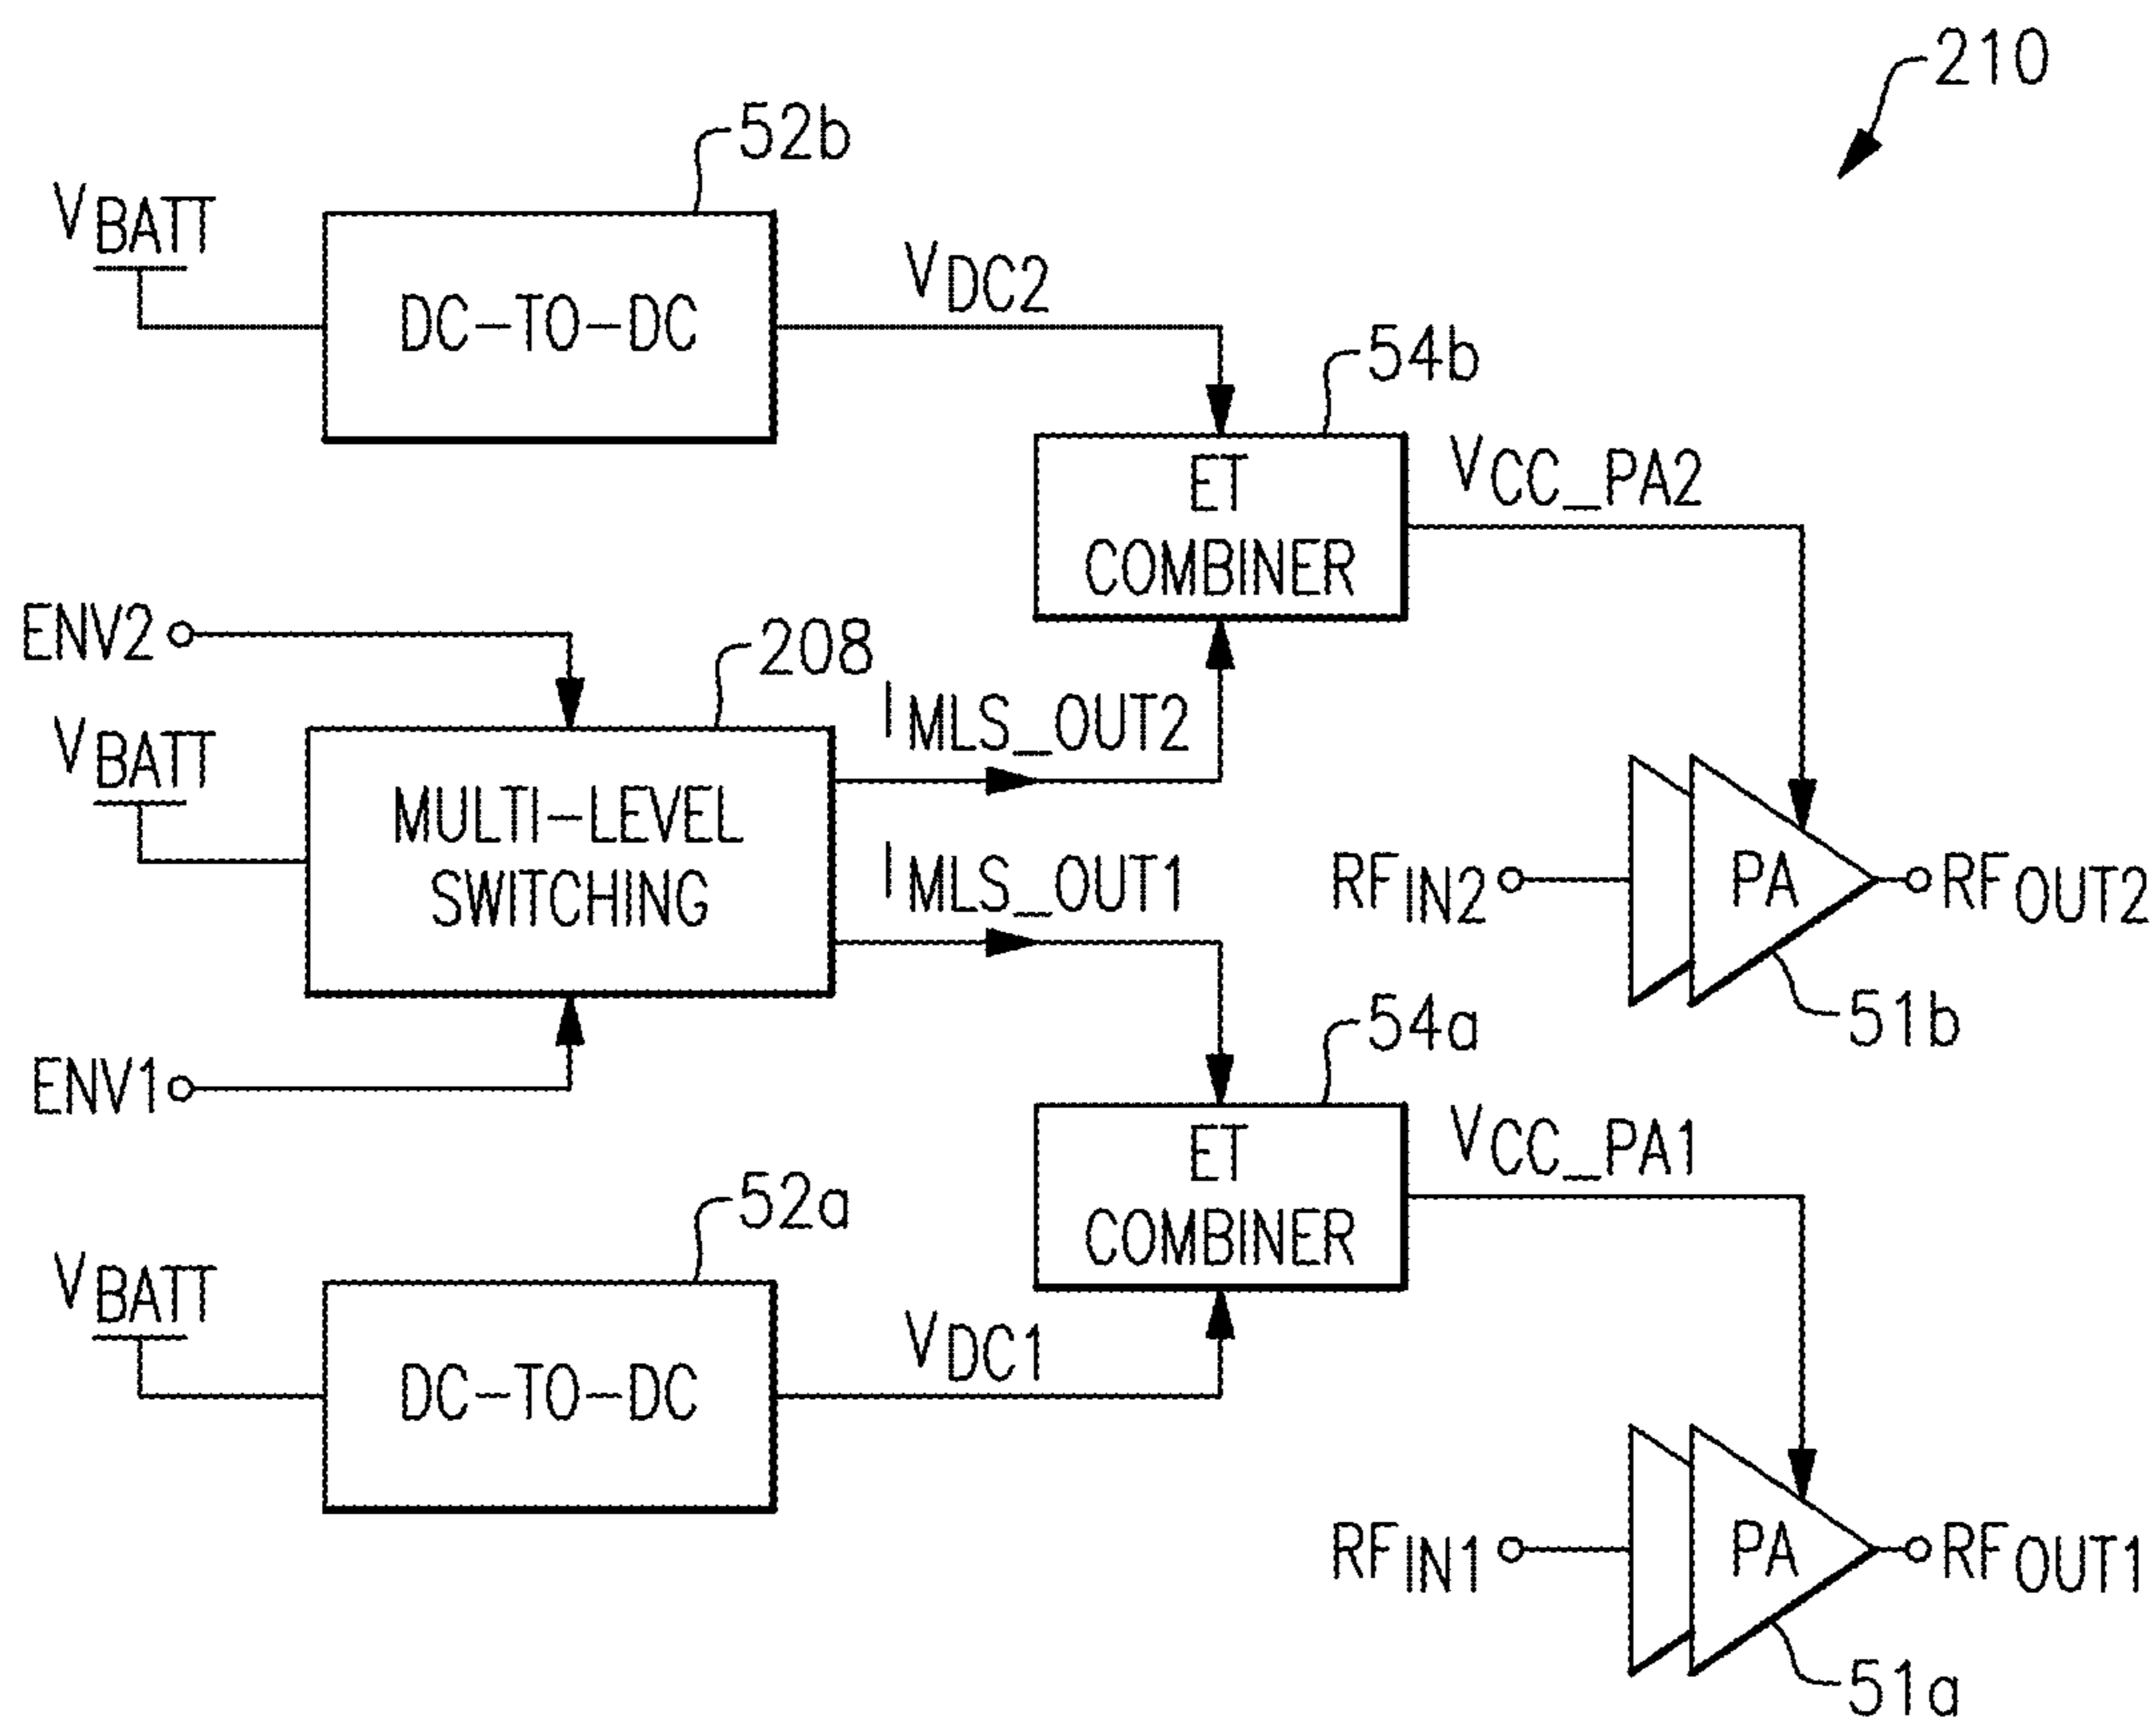 210
52b
VBATT
DC-TO-DC
VDC2
54b
ET
COMBINER
VCC_PA2
ENV2
208
VBATT
MULTI-LEVEL
SWITCHING
IMLS_OUT2
IMLS_OUT1
RFIN2
PA
RFOUT2
51b
ENV1
54a
ET
COMBINER
VCC_PA1
52a
VBATT
DC-TO-DC
VDC1
RFIN1
PA
RFOUT1
51a